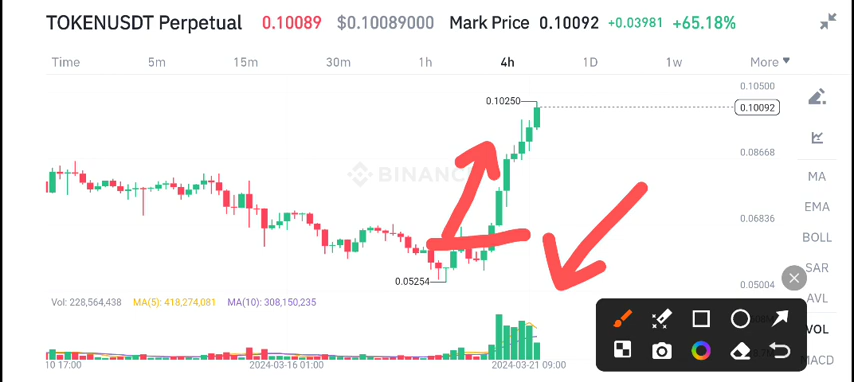 TOKENUSDT Perpetual 0.10089 $0.10089000 Mark Price 0.10092 +0.03981 +65.18%
Time 5m 15m 30m 1h 4h 1D 1w More
0.10500
0.10250
0.10092
0.08668
BINANC
MA
EMA
0.06836
BOLL
SAR
0.05254
0.05004
AVL
Vol: 228,564,438 MA(5): 418,274,081 MA(10): 308,150,235
VOL
MACD
10 17:00 2024-03-16 01:00 2024-03-21 09:00